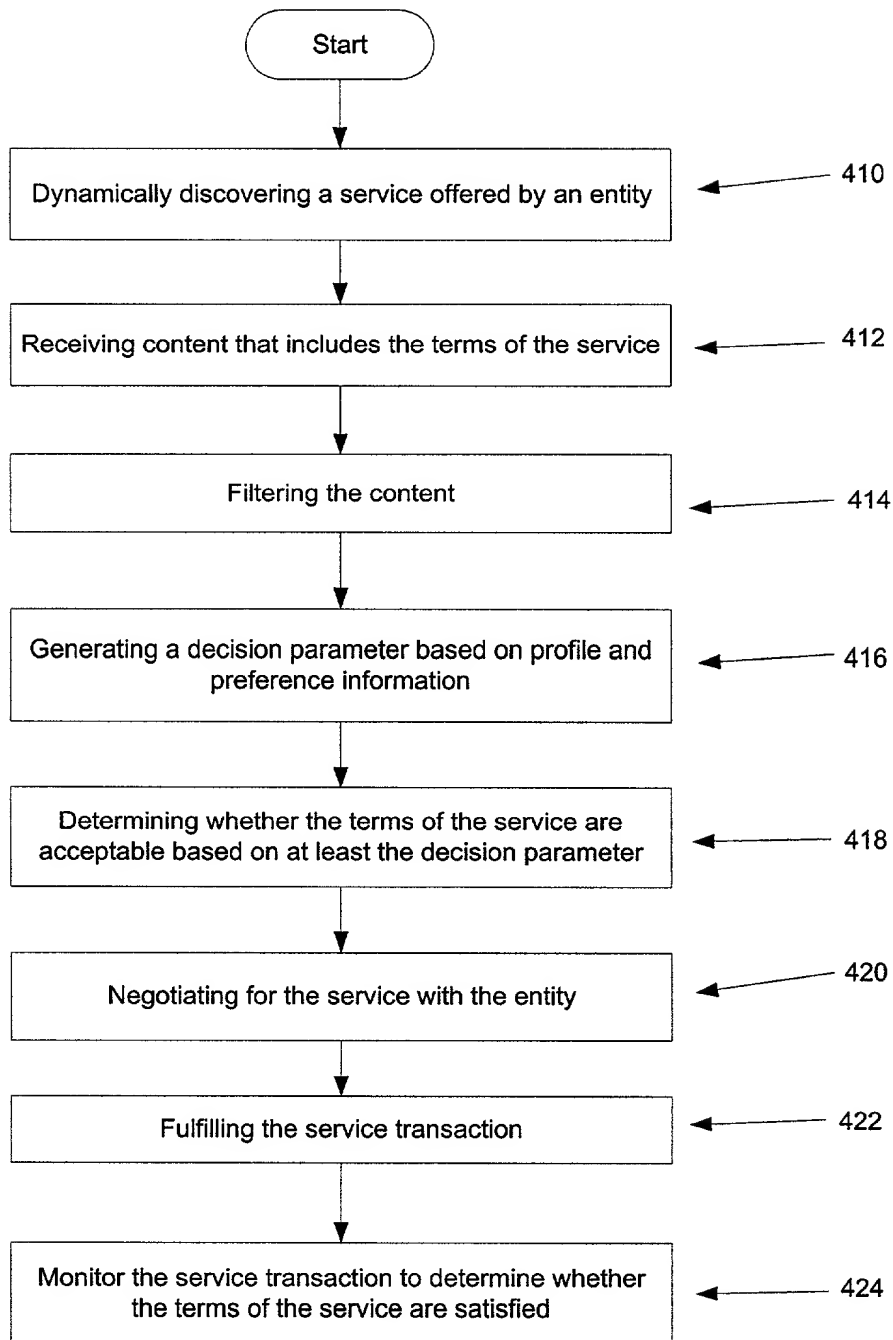 Start
Dynamically discovering a service offered by an entity
410
Receiving content that includes the terms of the service
412
Filtering the content
414
Generating a decision parameter based on profile and
preference information
416
Determining whether the terms of the service are
acceptable based on at least the decision parameter
418
Negotiating for the service with the entity
420
Fulfilling the service transaction
422
Monitor the service transaction to determine whether
the terms of the service are satisfied
424